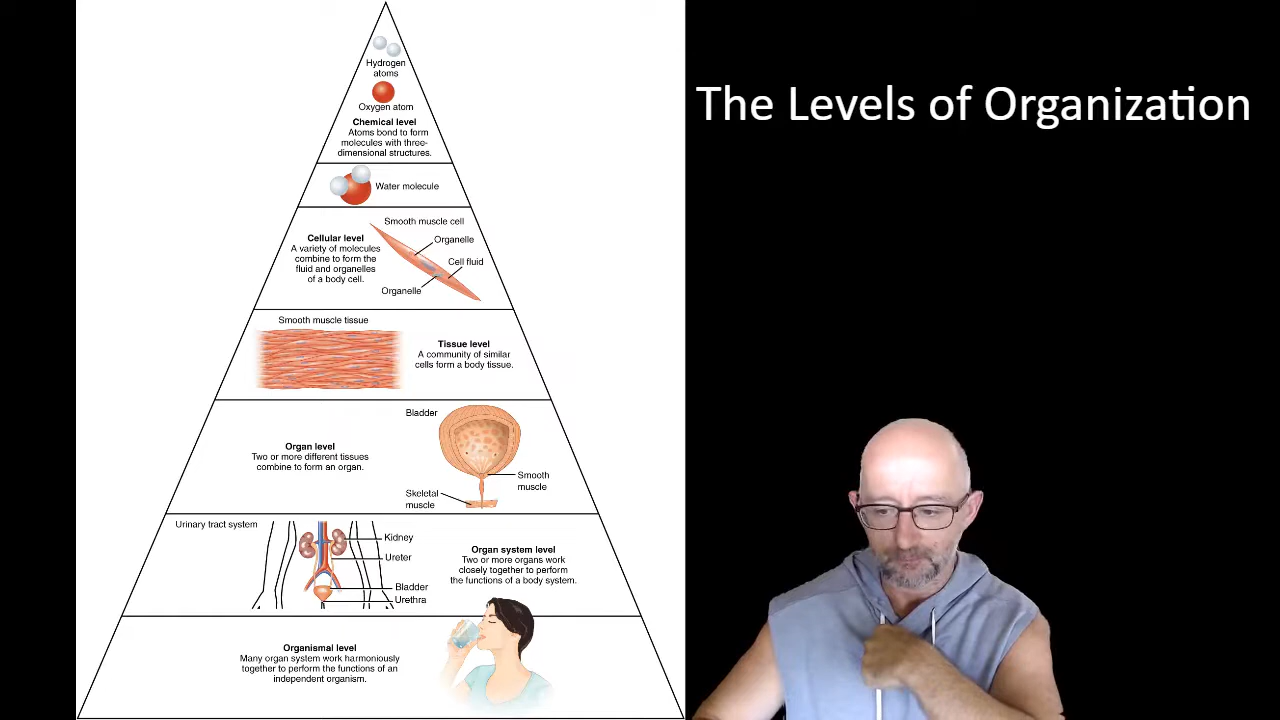 The Levels of Organization
Hydrogen
atoms
Oxygen atom
Chemical level
Atoms bond to form
molecules with three-
dimensional structures.
Water molecule
Smooth muscle cell
Organelle
Cell fluid
Organelle
Cellular level
A variety of molecules
combine to form the
fluid and organelles
of a body cell.
Smooth muscle tissue
Tissue level
A community of similar
cells form a body tissue.
Bladder
Organ level
Two or more different tissues
combine to form an organ.
Smooth
muscle
Skeletal
muscle
Urinary tract system
Kidney
Ureter
Bladder
Urethra
Organ system level
Two or more organs work
closely together to perform
the functions of a body system.
Organismal level
Many organ system work harmoniously
together to perform the functions of an
independent organism.